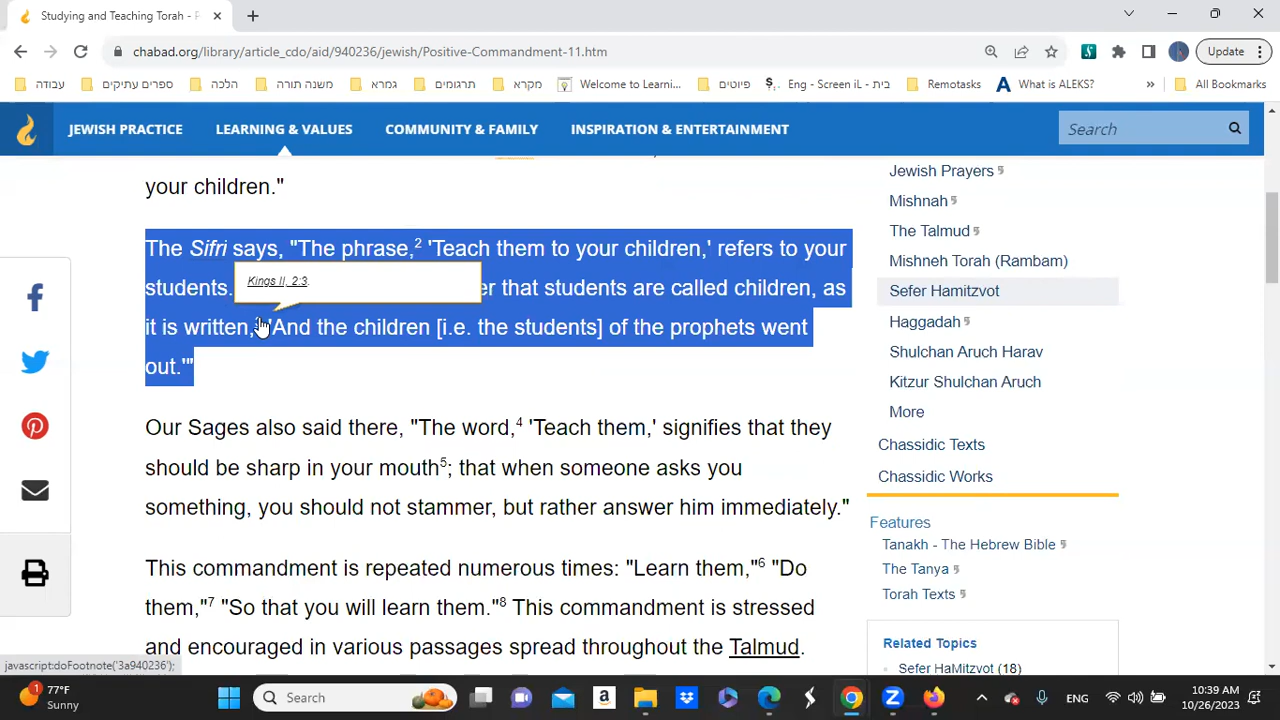 Studying and Teaching Torah - P
chabad.org/library/article_cdo/aid/940236/jewish/Positive-Commandment-11.htm
Update
עבודה
ספרים עתיקים
הלכה
משנה תורה
גמרא
תרגומים
מקרא
Welcome to Learni...
פיוטים
Eng - Screen iL - בית
Remotasks
What is ALEKS?
»
All Bookmarks
JEWISH PRACTICE
LEARNING & VALUES
COMMUNITY & FAMILY
INSPIRATION & ENTERTAINMENT
Search
your children."
The Sifri says, "The phrase,2 'Teach them to your children,' refers to your
students. er that students are called children, as
Kings II, 2:3.
it is written, 'And the children [i.e. the students] of the prophets went
out.'"
Our Sages also said there, "The word,4 'Teach them,' signifies that they
should be sharp in your mouth5; that when someone asks you
something, you should not stammer, but rather answer him immediately."
This commandment is repeated numerous times: "Learn them,"6 "Do
them,"7 "So that you will learn them."8 This commandment is stressed
and encouraged in various passages spread throughout the Talmud.
Jewish Prayers
Mishnah
The Talmud
Mishneh Torah (Rambam)
Sefer Hamitzvot
Haggadah
Shulchan Aruch Harav
Kitzur Shulchan Aruch
More
Chassidic Texts
Chassidic Works
Features
Tanakh - The Hebrew Bible
The Tanya
Torah Texts
Related Topics
Sefer HaMitzvot (18)
javascript:doFootnote('3a940236');
1
77°F
Sunny
Search
ENG
10:39 AM
10/26/2023